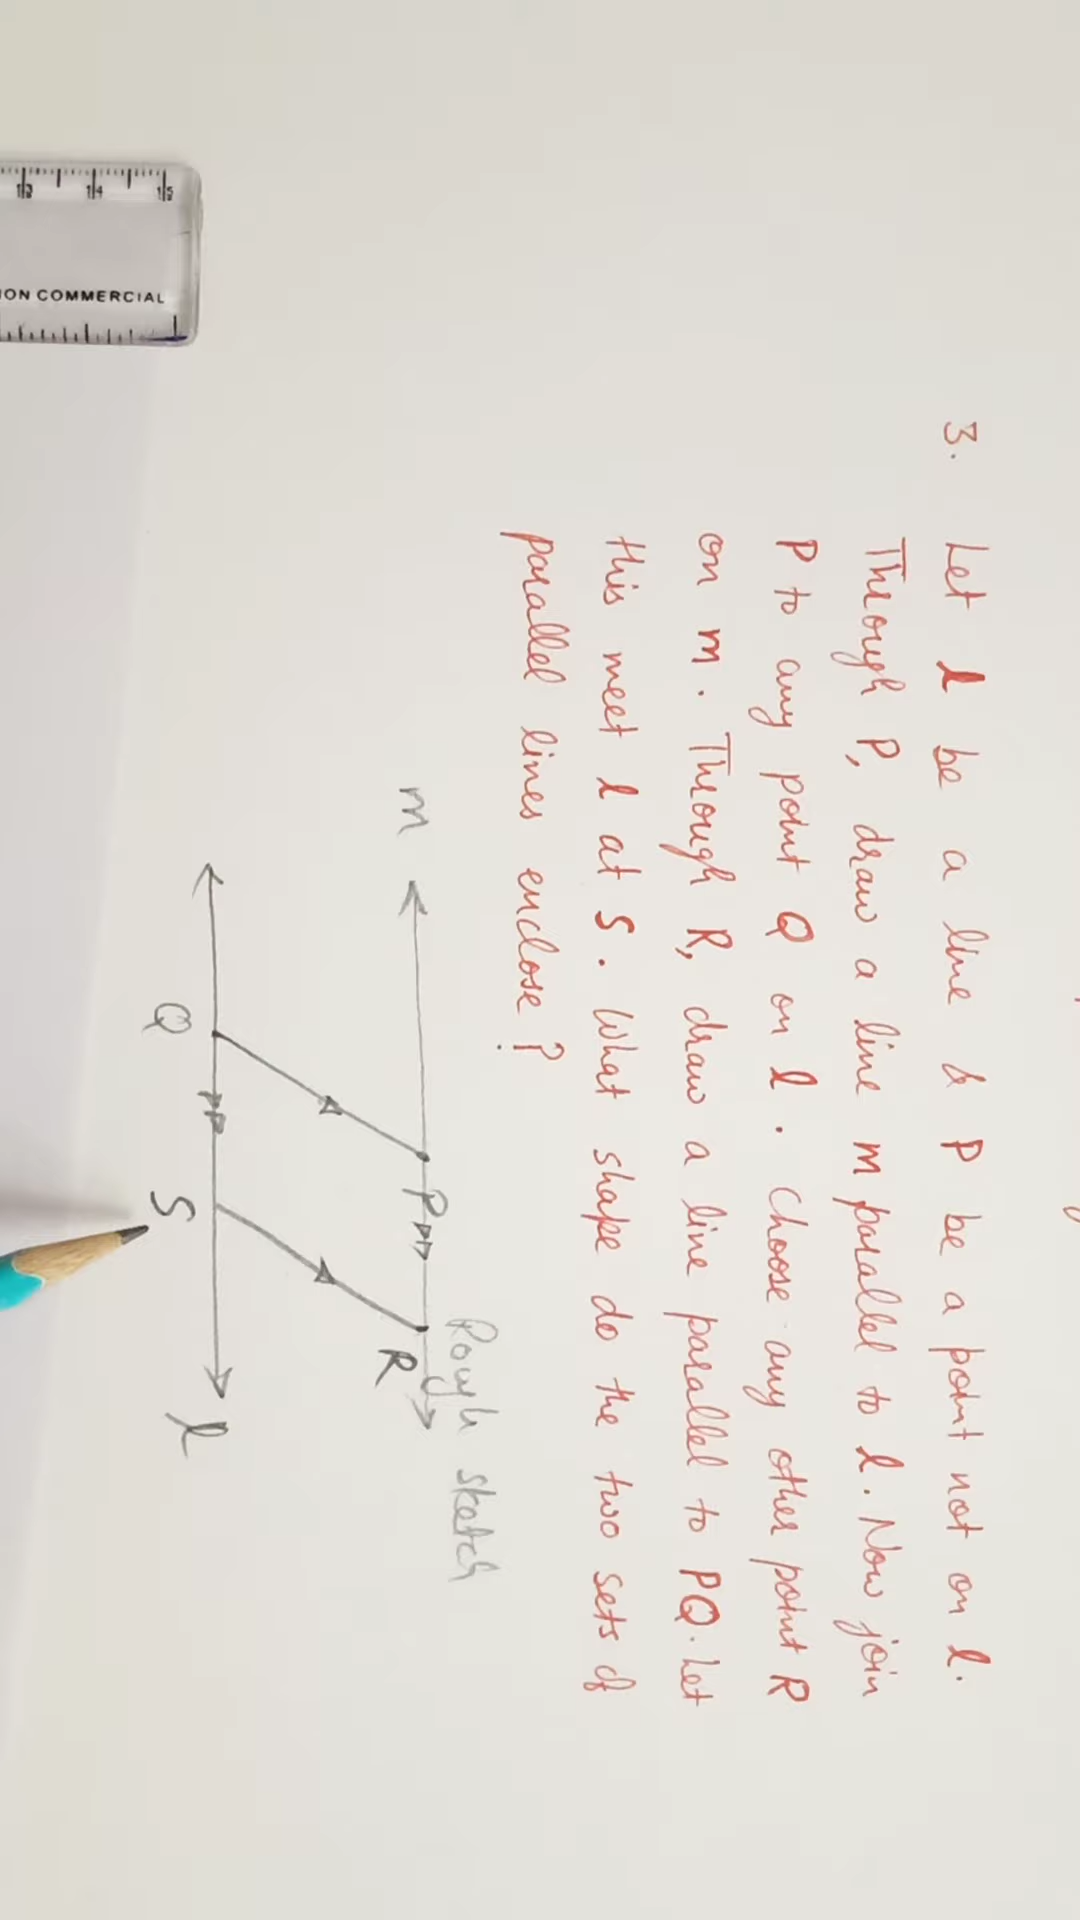 3. Let l be a line & P be a point not on l.
Through P, draw a line m parallel to l. Now join
P to any point Q on l. Choose any other point R
on m. Through R, draw a line parallel to PQ. Let
this meet l at S. What shape do the two sets of
parallel lines enclose?
Rough sketch
m
P
R
Q
S
l
13 14 15
ION COMMERCIAL